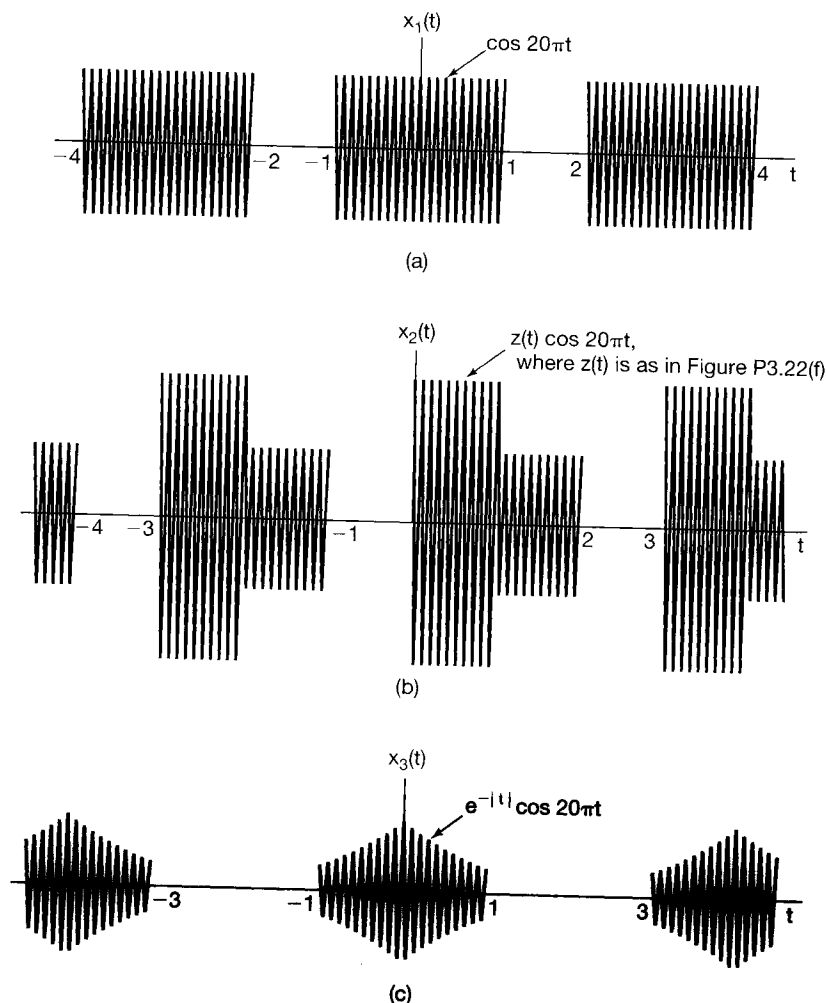 x₁(t)
cos 20πt
−4 −2 −1 1 2 4 t
(a)
x₂(t)
z(t) cos 20πt,
where z(t) is as in Figure P3.22(f)
−4 −3 −1 2 3 t
(b)
x₃(t)
e^{−|t|} cos 20πt
−3 −1 1 3 t
(c)